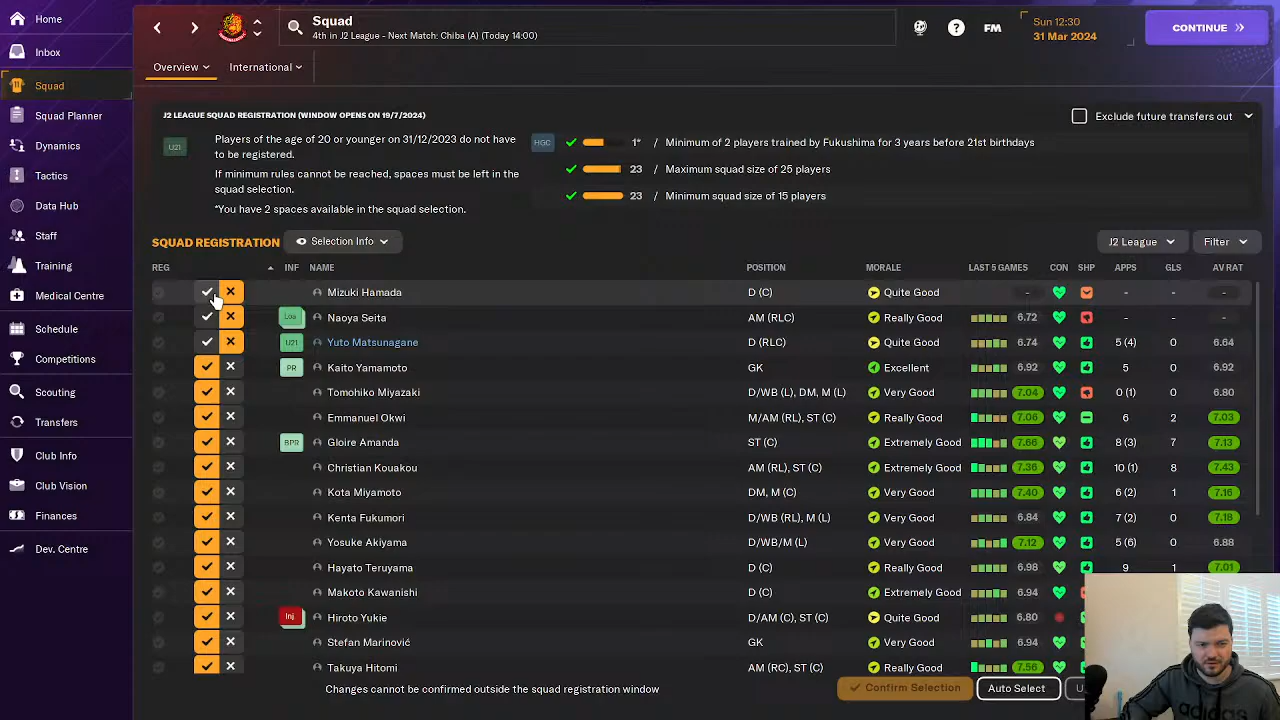 Home
Inbox
Squad
Squad Planner
Dynamics
Tactics
Data Hub
Staff
Training
Medical Centre
Schedule
Competitions
Scouting
Transfers
Club Info
Club Vision
Finances
Dev. Centre
Squad
4th in J2 League - Next Match: Chiba (A) (Today 14:00)
FM
Sun 12:30
31 Mar 2024
CONTINUE
Overview
International
J2 LEAGUE SQUAD REGISTRATION (WINDOW OPENS ON 19/7/2024)
Exclude future transfers out
U21
Players of the age of 20 or younger on 31/12/2023 do not have
to be registered.
If minimum rules cannot be reached, spaces must be left in the
squad selection.
*You have 2 spaces available in the squad selection.
HGC
1* / Minimum of 2 players trained by Fukushima for 3 years before 21st birthdays
23 / Maximum squad size of 25 players
23 / Minimum squad size of 15 players
SQUAD REGISTRATION
Selection Info
J2 League
Filter
REG INF NAME POSITION MORALE LAST 5 GAMES CON SHP APPS GLS AV RAT
Mizuki Hamada D (C) Quite Good - - - -
Loa Naoya Seita AM (RLC) Really Good 6.72 - - -
U21 Yuto Matsunagane D (RLC) Quite Good 6.74 5 (4) 0 6.64
PR Kaito Yamamoto GK Excellent 6.92 5 0 6.92
Tomohiko Miyazaki D/WB (L), DM, M (L) Very Good 7.04 0 (1) 0 6.80
Emmanuel Okwi M/AM (RL), ST (C) Really Good 7.06 6 2 7.03
BPR Gloire Amanda ST (C) Extremely Good 7.66 8 (3) 7 7.13
Christian Kouakou AM (RL), ST (C) Extremely Good 7.36 10 (1) 8 7.43
Kota Miyamoto DM, M (C) Very Good 7.40 6 (2) 1 7.16
Kenta Fukumori D/WB (RL), M (L) Very Good 6.84 7 (2) 0 7.18
Yosuke Akiyama D/WB/M (L) Very Good 7.12 5 (6) 0 6.88
Hayato Teruyama D (C) Really Good 6.98 9 1 7.01
Makoto Kawanishi D (C) Extremely Good 6.94
Inj Hiroto Yukie D/AM (C), ST (C) Quite Good 6.80
Stefan Marinović GK Very Good 6.94
Takuya Hitomi AM (RC), ST (C) Really Good 7.56
Changes cannot be confirmed outside the squad registration window
Confirm Selection
Auto Select
adidas